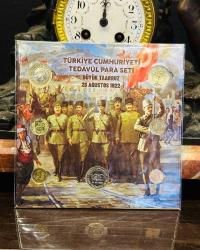 TÜRKİYE CUMHURİYETİ
TEDAVÜL PARA SETİ
BÜYÜK TAARRUZ
26 AĞUSTOS 1922